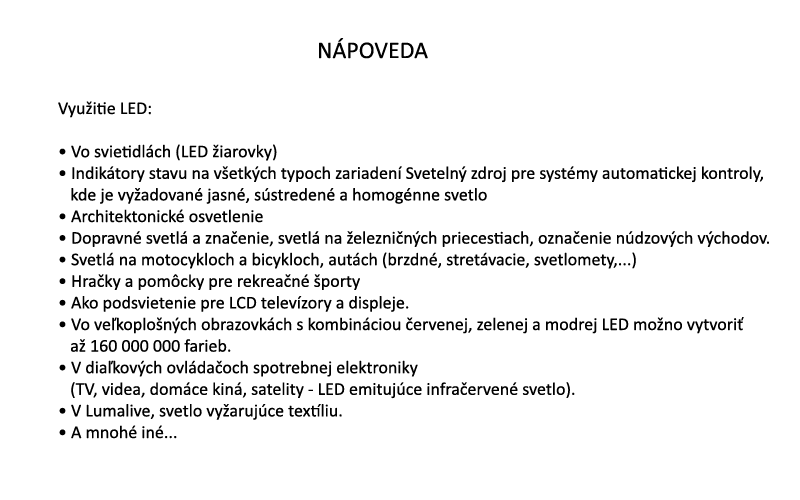 NÁPOVEDA
Využitie LED:
• Vo svietidlách (LED žiarovky)
• Indikátory stavu na všetkých typoch zariadení Svetelný zdroj pre systémy automatickej kontroly,
kde je vyžadované jasné, sústredené a homogénne svetlo
• Architektonické osvetlenie
• Dopravné svetlá a značenie, svetlá na železničných priecestiach, označenie núdzových východov.
• Svetlá na motocykloch a bicykloch, autách (brzdné, stretávacie, svetlomety,...)
• Hračky a pomôcky pre rekreačné športy
• Ako podsvietenie pre LCD televízory a displeje.
• Vo veľkoplošných obrazovkách s kombináciou červenej, zelenej a modrej LED možno vytvoriť
až 160 000 000 farieb.
• V diaľkových ovládačoch spotrebnej elektroniky
(TV, videa, domáce kiná, satelity - LED emitujúce infračervené svetlo).
• V Lumalive, svetlo vyžarujúce textíliu.
• A mnohé iné...